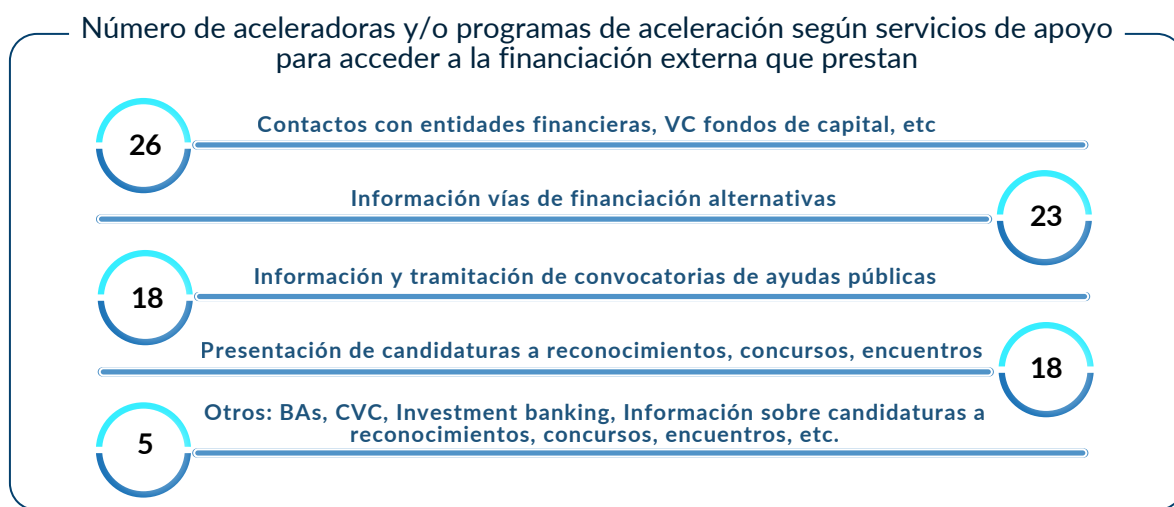 Número de aceleradoras y/o programas de aceleración según servicios de apoyo
para acceder a la financiación externa que prestan
26
Contactos con entidades financieras, VC fondos de capital, etc
Información vías de financiación alternativas
23
18
Información y tramitación de convocatorias de ayudas públicas
Presentación de candidaturas a reconocimientos, concursos, encuentros
18
5
Otros: BAs, CVC, Investment banking, Información sobre candidaturas a
reconocimientos, concursos, encuentros, etc.